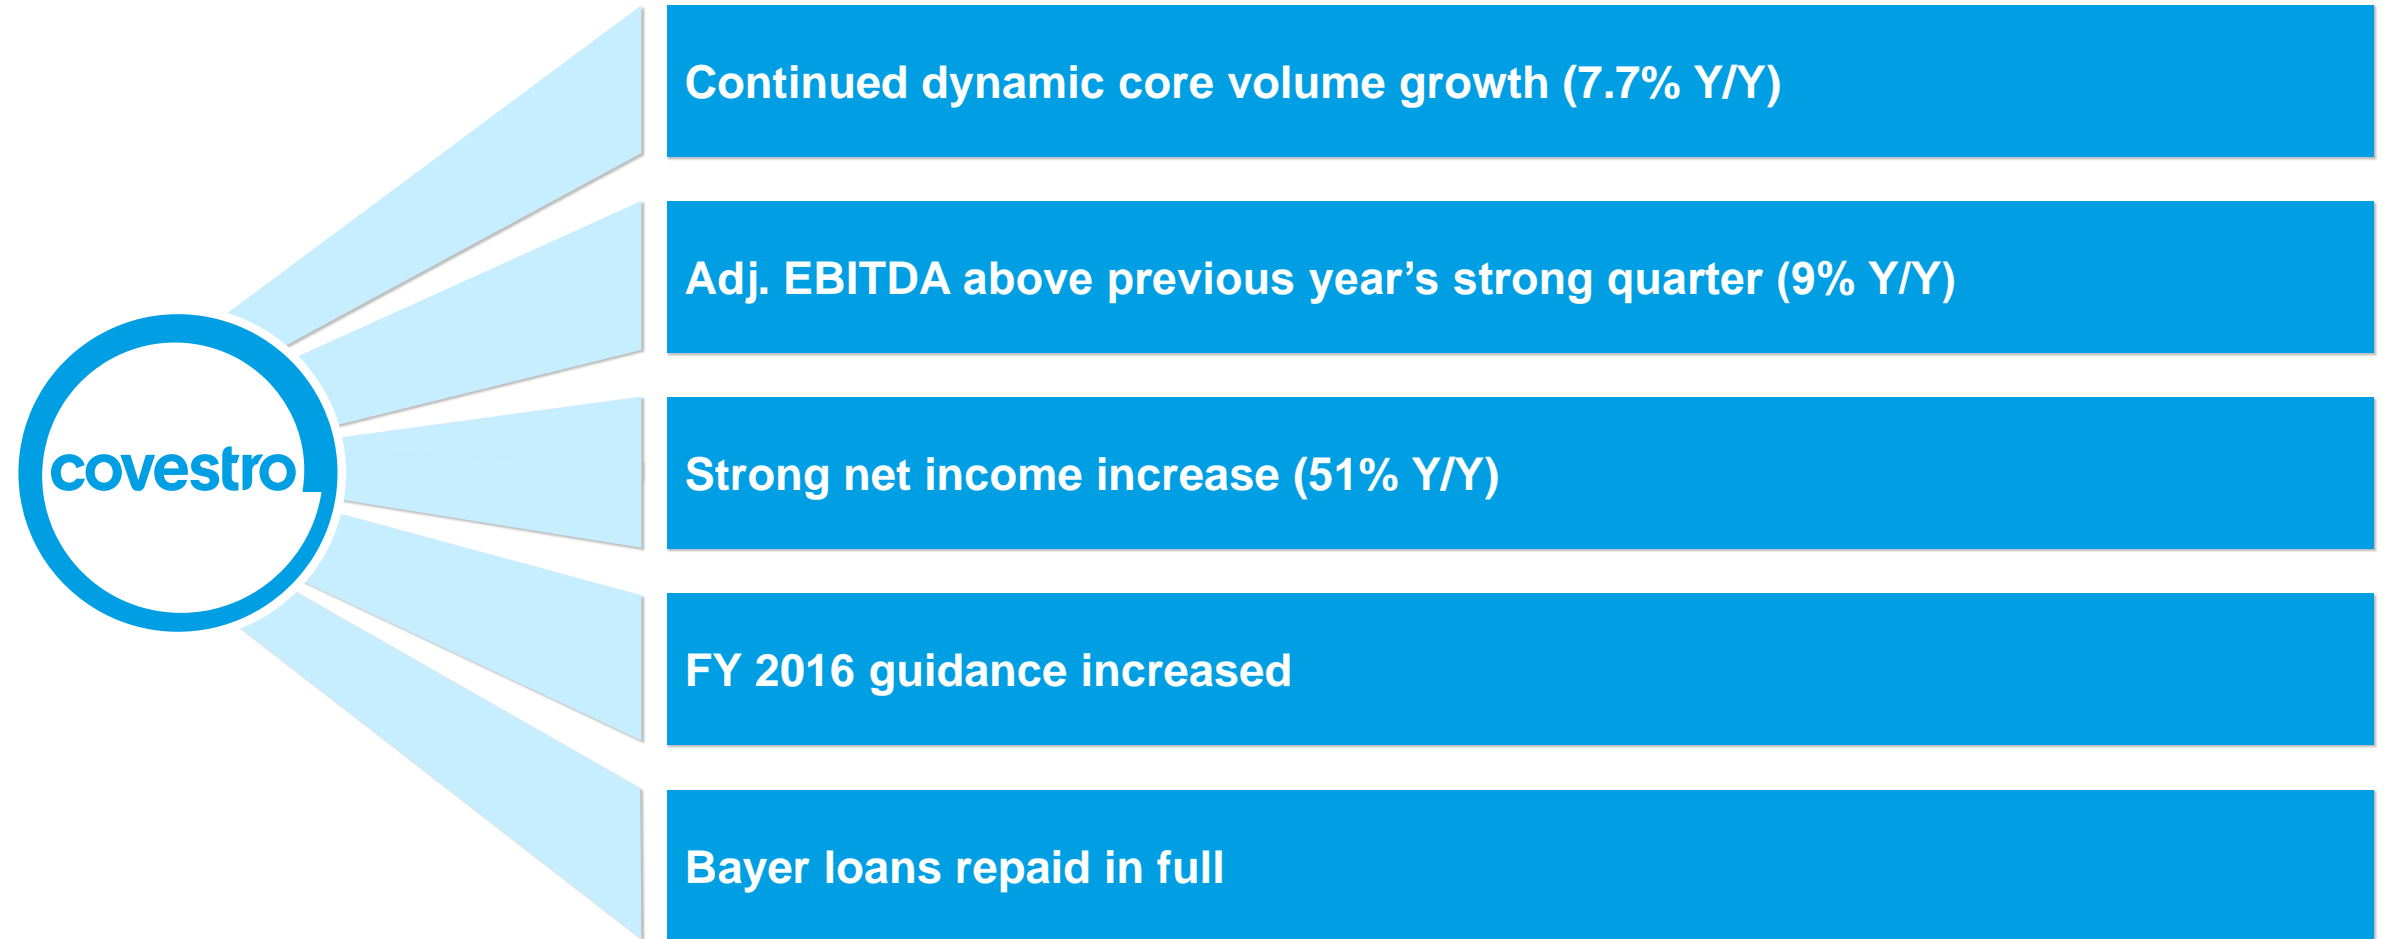 Continued dynamic core volume growth (7.7% Y/Y)
Adj. EBITDA above previous year’s strong quarter (9% Y/Y)
covestro
Strong net income increase (51% Y/Y)
FY 2016 guidance increased
Bayer loans repaid in full